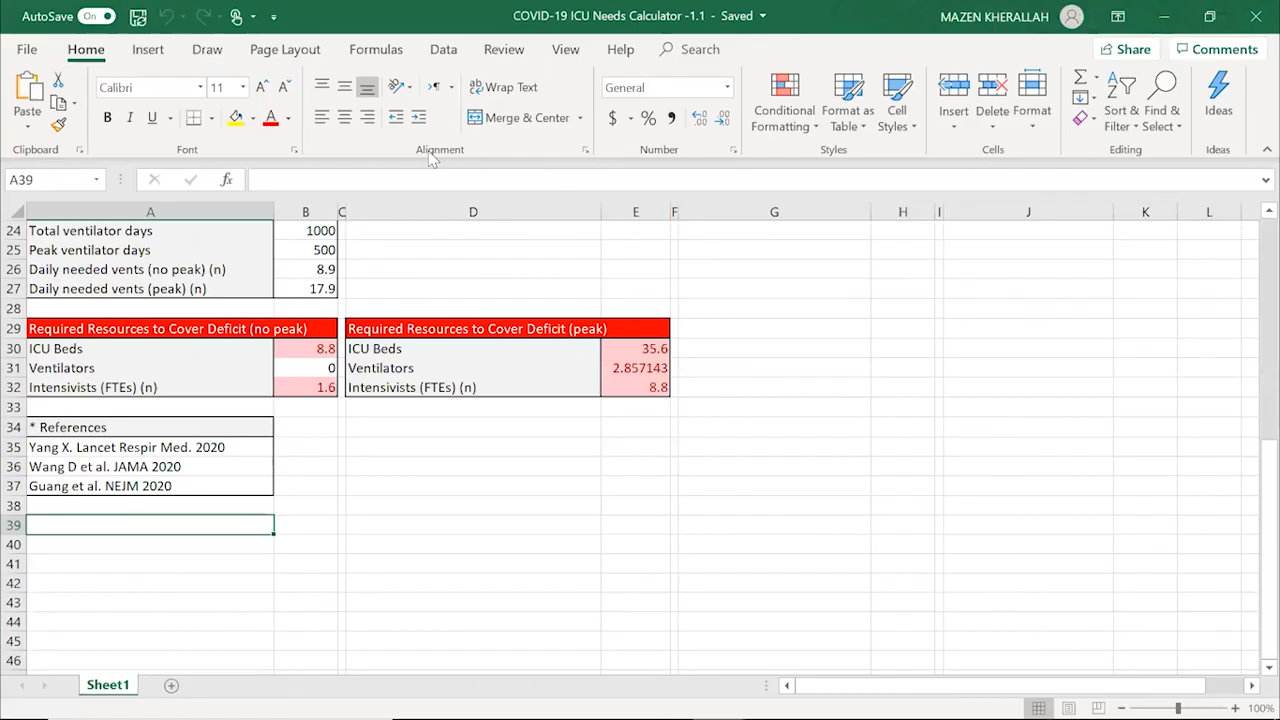 AutoSave On
COVID-19 ICU Needs Calculator -1.1 - Saved
MAZEN KHERALLAH
File Home Insert Draw Page Layout Formulas Data Review View Help Search Share Comments
Calibri 11 Wrap Text General
Paste B I U A Merge & Center $ % Conditional Formatting Format as Table Cell Styles Insert Delete Format Sort & Filter Find & Select Ideas
Clipboard Font Alignment Number Styles Cells Editing Ideas
A39 fx
A B C D E F G H I J K L
24 Total ventilator days 1000
25 Peak ventilator days 500
26 Daily needed vents (no peak) (n) 8.9
27 Daily needed vents (peak) (n) 17.9
28
29 Required Resources to Cover Deficit (no peak) Required Resources to Cover Deficit (peak)
30 ICU Beds 8.8 ICU Beds 35.6
31 Ventilators 0 Ventilators 2.857143
32 Intensivists (FTEs) (n) 1.6 Intensivists (FTEs) (n) 8.8
33
34 * References
35 Yang X. Lancet Respir Med. 2020
36 Wang D et al. JAMA 2020
37 Guang et al. NEJM 2020
38
39
40
41
42
43
44
45
46
Sheet1
100%